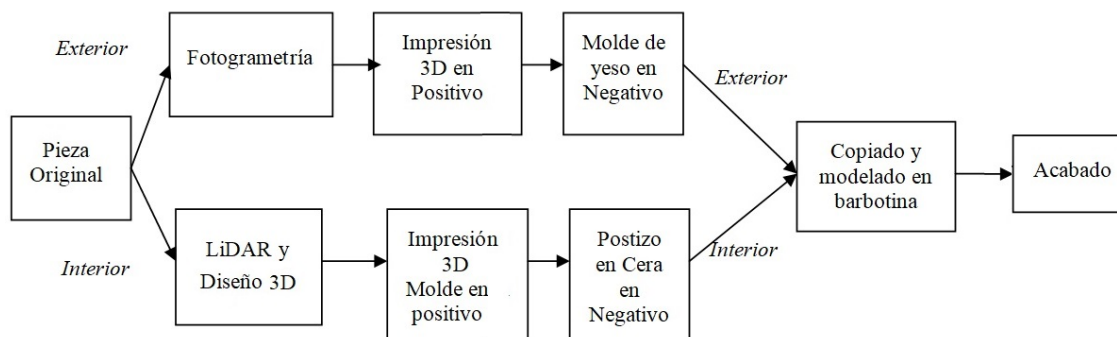 Exterior
Fotogrametría
Impresión
3D en
Positivo
Molde de
yeso en
Negativo
Exterior
Pieza
Original
Copiado y
modelado en
barbotina
Acabado
Interior
LiDAR y
Diseño 3D
Impresión
3D
Molde en
positivo
Postizo
en Cera
en
Negativo
Interior